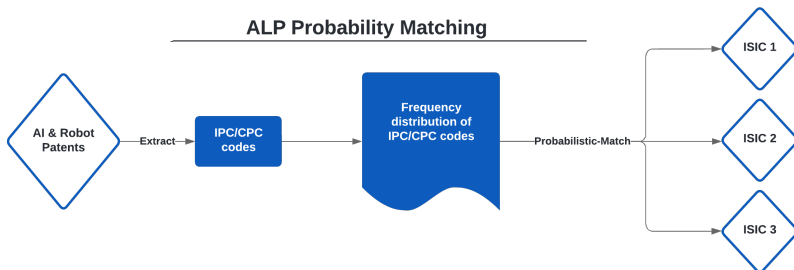 ALP Probability Matching
AI & Robot
Patents
Extract
IPC/CPC
codes
Frequency
distribution of
IPC/CPC codes
Probabilistic-Match
ISIC 1
ISIC 2
ISIC 3